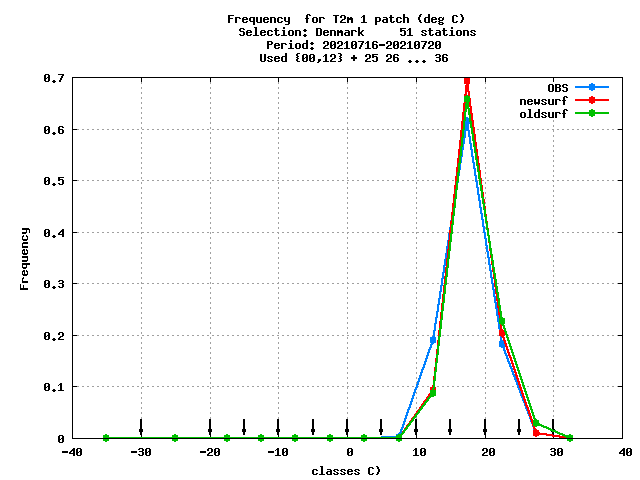 Frequency  for T2m 1 patch (deg C)
Selection: Denmark     51 stations
Period: 20210716-20210720
Used {00,12} + 25 26 ... 36
0.7
0.6
0.5
0.4
0.3
0.2
0.1
0
Frequency
OBS
newsurf
oldsurf
-40 -30 -20 -10 0 10 20 30 40
classes C)